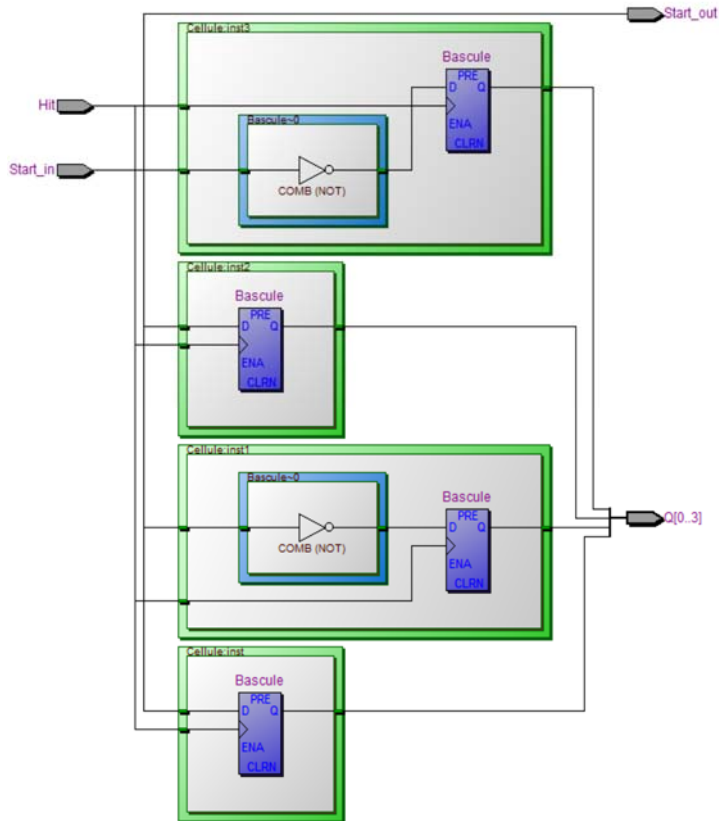 Start_out
Cellule:inst3
Bascule
PRE
D Q
ENA
CLRN
Hit
Bascule~0
COMB (NOT)
Start_in
Cellule:inst2
Bascule
PRE
D Q
ENA
CLRN
Cellule:inst1
Bascule~0
COMB (NOT)
Bascule
PRE
D Q
ENA
CLRN
Q[0..3]
Cellule:inst
Bascule
PRE
D Q
ENA
CLRN